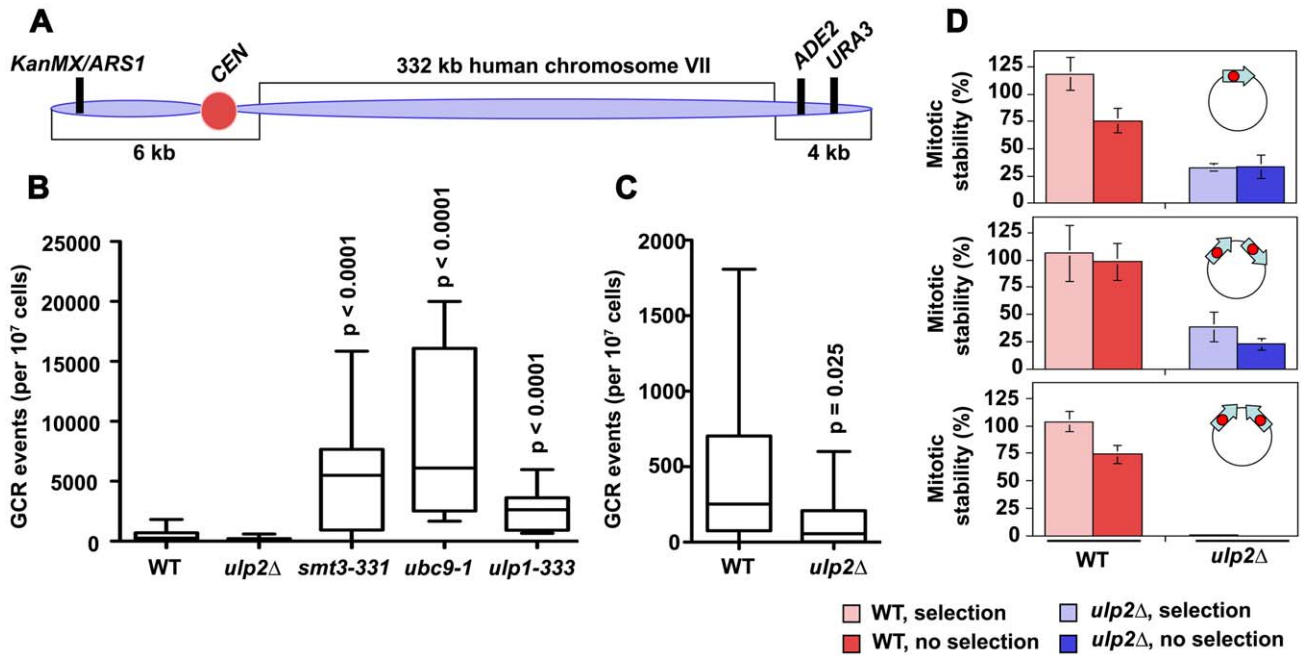 A
KanMX/ARS1
CEN
332 kb human chromosome VII
ADE2
URA3
6 kb
4 kb
B
GCR events (per 10⁷ cells)
25000
20000
15000
10000
5000
0
p < 0.0001
p < 0.0001
p < 0.0001
WT
ulp2Δ
smt3-331
ubc9-1
ulp1-333
C
GCR events (per 10⁷ cells)
2000
1500
1000
500
0
p = 0.025
WT
ulp2Δ
D
Mitotic
stability (%)
125
100
75
50
25
0
Mitotic
stability (%)
125
100
75
50
25
0
Mitotic
stability (%)
125
100
75
50
25
0
WT
ulp2Δ
WT, selection
ulp2Δ, selection
WT, no selection
ulp2Δ, no selection